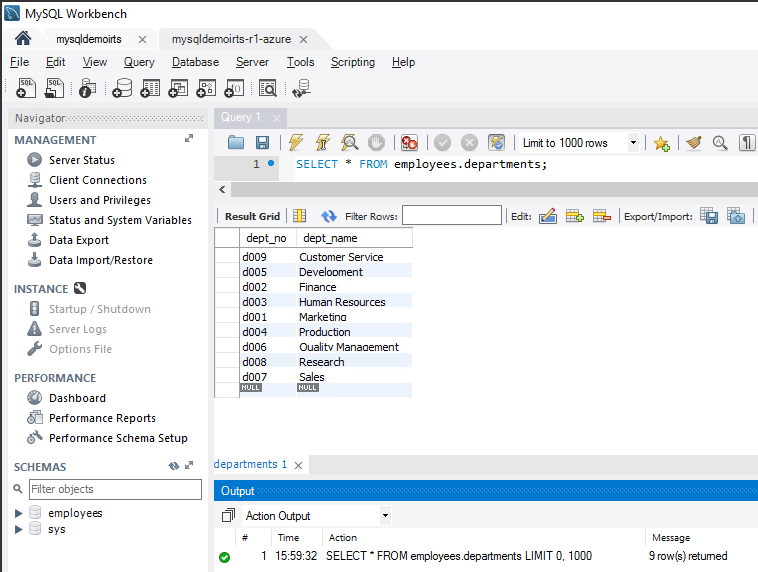 MySQL Workbench
mysqldemoirts mysqldemoirts-r1-azure
File Edit View Query Database Server Tools Scripting Help
SQL SQL
Navigator
MANAGEMENT
Server Status
Client Connections
Users and Privileges
Status and System Variables
Data Export
Data Import/Restore
INSTANCE
Startup / Shutdown
Server Logs
Options File
PERFORMANCE
Dashboard
Performance Reports
Performance Schema Setup
SCHEMAS
Filter objects
employees
sys
Query 1
Limit to 1000 rows
1 SELECT * FROM employees.departments;
Result Grid Filter Rows: Edit: Export/Import:
dept_no dept_name
d009 Customer Service
d005 Development
d002 Finance
d003 Human Resources
d001 Marketing
d004 Production
d006 Quality Management
d008 Research
d007 Sales
NULL NULL
departments 1
Output
Action Output
# Time Action Message
1 15:59:32 SELECT * FROM employees.departments LIMIT 0, 1000 9 row(s) returned